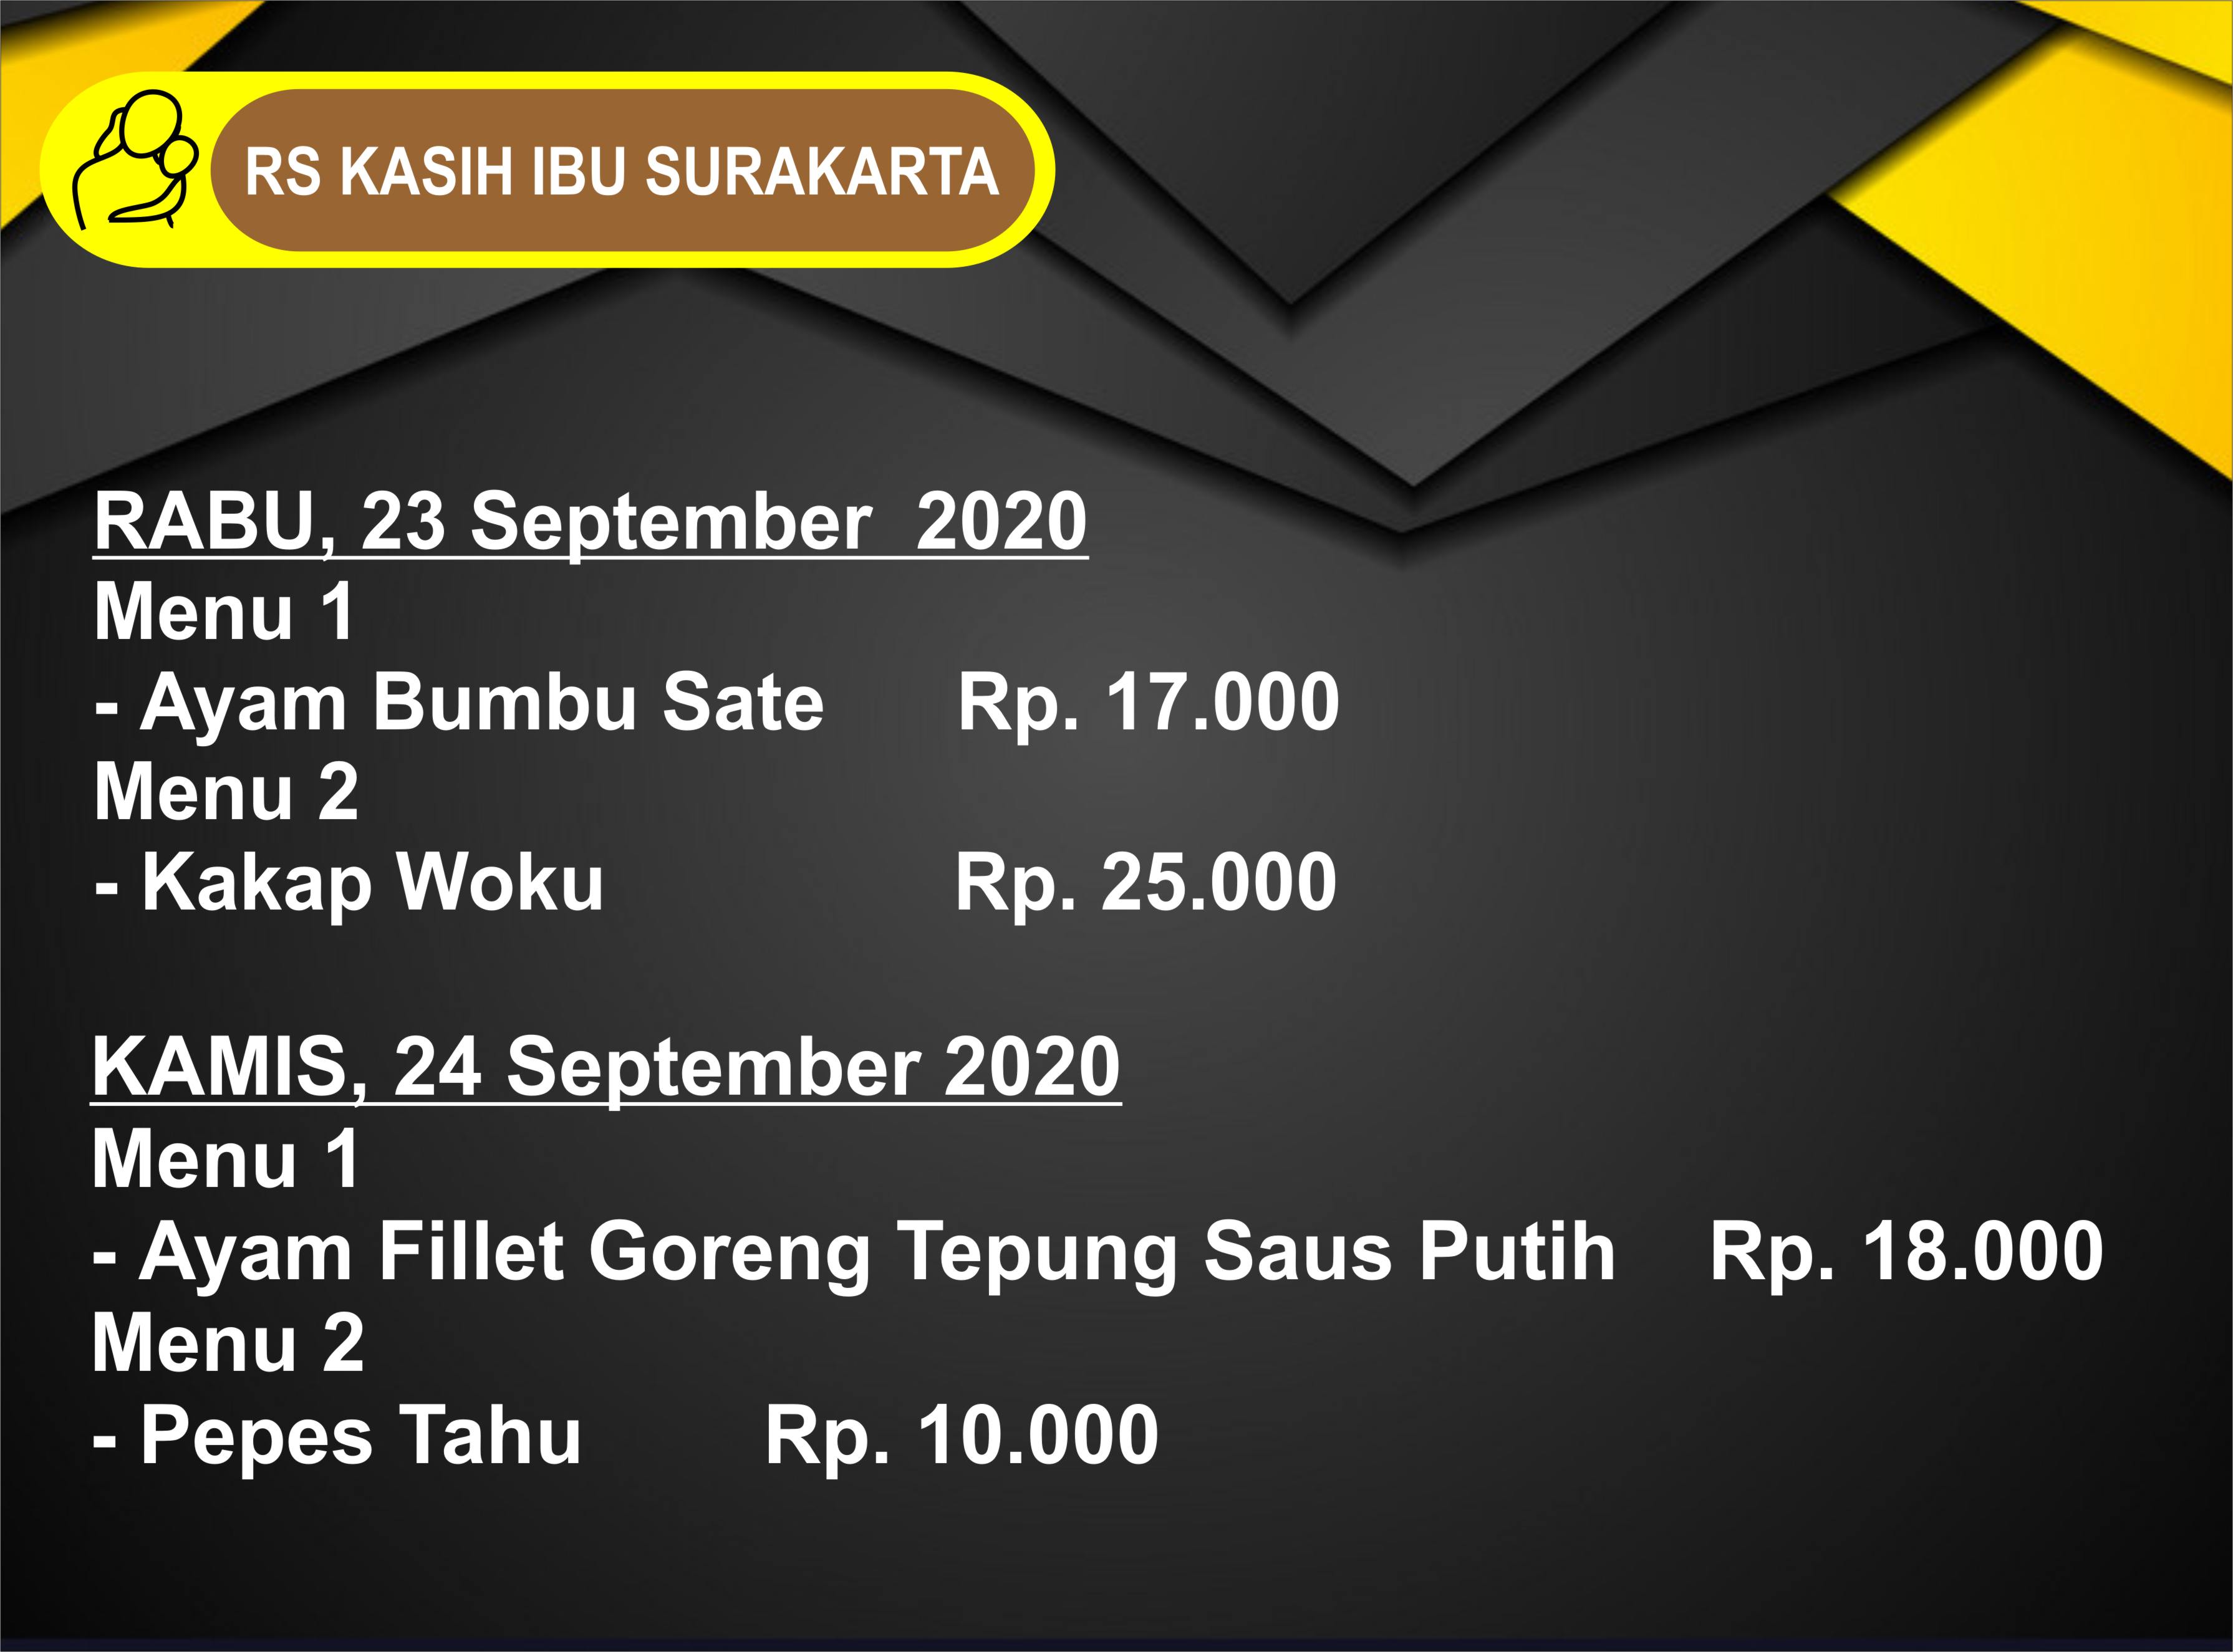 RS KASIH IBU SURAKARTA
RABU, 23 September 2020
Menu 1
- Ayam Bumbu Sate Rp. 17.000
Menu 2
- Kakap Woku Rp. 25.000
KAMIS, 24 September 2020
Menu 1
- Ayam Fillet Goreng Tepung Saus Putih Rp. 18.000
Menu 2
- Pepes Tahu Rp. 10.000